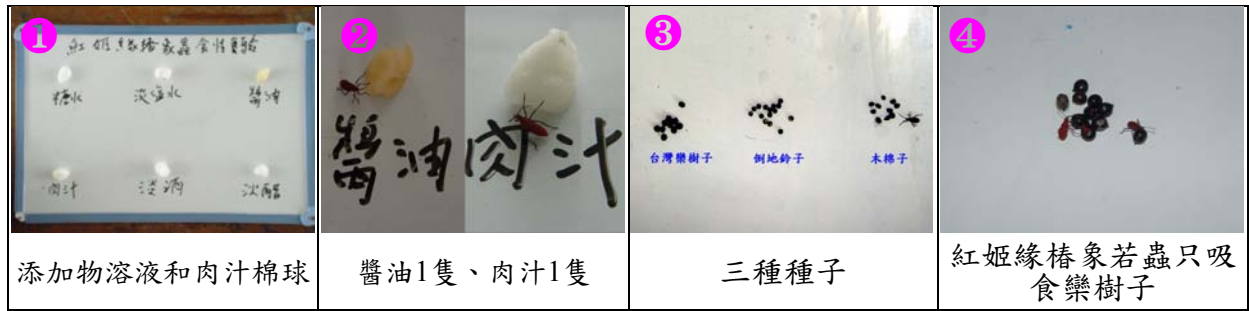 ❶
紅姬緣椿象蟲食性實驗
糖水
淡鹽水
醬油
肉汁
淡酒
淡醋
❷
醬油
肉汁
❸
台灣欒樹子
倒地鈴子
木棉子
❹
添加物溶液和肉汁棉球
醬油1隻、肉汁1隻
三種種子
紅姬緣椿象若蟲只吸
食欒樹子